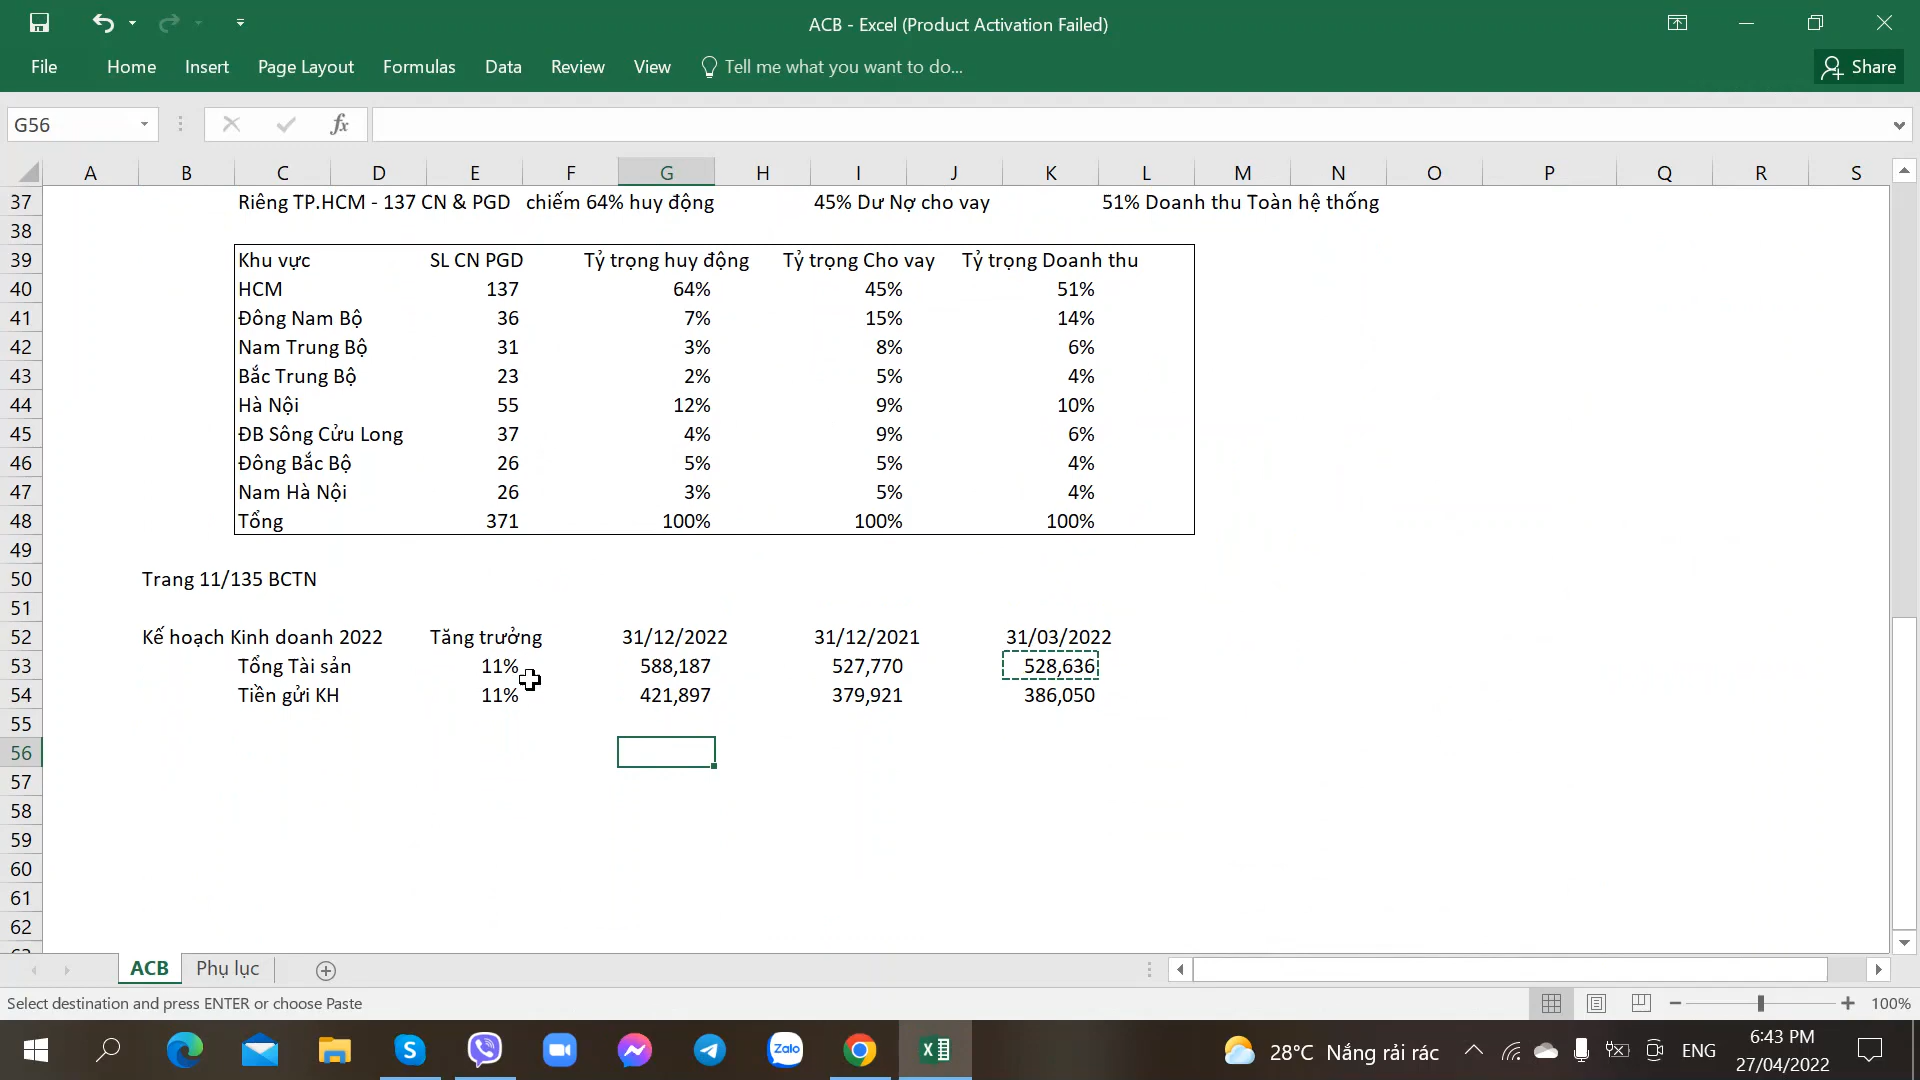 ACB - Excel (Product Activation Failed)
File Home Insert Page Layout Formulas Data Review View Tell me what you want to do... Share
G56 fx
A B C D E F G H I J K L M N O P Q R S
37 Riêng TP.HCM - 137 CN & PGD chiếm 64% huy động 45% Dư Nợ cho vay 51% Doanh thu Toàn hệ thống
38
39 Khu vực SL CN PGD Tỷ trọng huy động Tỷ trọng Cho vay Tỷ trọng Doanh thu
40 HCM 137 64% 45% 51%
41 Đông Nam Bộ 36 7% 15% 14%
42 Nam Trung Bộ 31 3% 8% 6%
43 Bắc Trung Bộ 23 2% 5% 4%
44 Hà Nội 55 12% 9% 10%
45 ĐB Sông Cửu Long 37 4% 9% 6%
46 Đông Bắc Bộ 26 5% 5% 4%
47 Nam Hà Nội 26 3% 5% 4%
48 Tổng 371 100% 100% 100%
49
50 Trang 11/135 BCTN
51
52 Kế hoạch Kinh doanh 2022 Tăng trưởng 31/12/2022 31/12/2021 31/03/2022
53 Tổng Tài sản 11% 588,187 527,770 528,636
54 Tiền gửi KH 11% 421,897 379,921 386,050
55
56
57
58
59
60
61
62
ACB Phụ lục
Select destination and press ENTER or choose Paste 100%
Zalo 28°C Nắng rải rác ENG 6:43 PM
27/04/2022